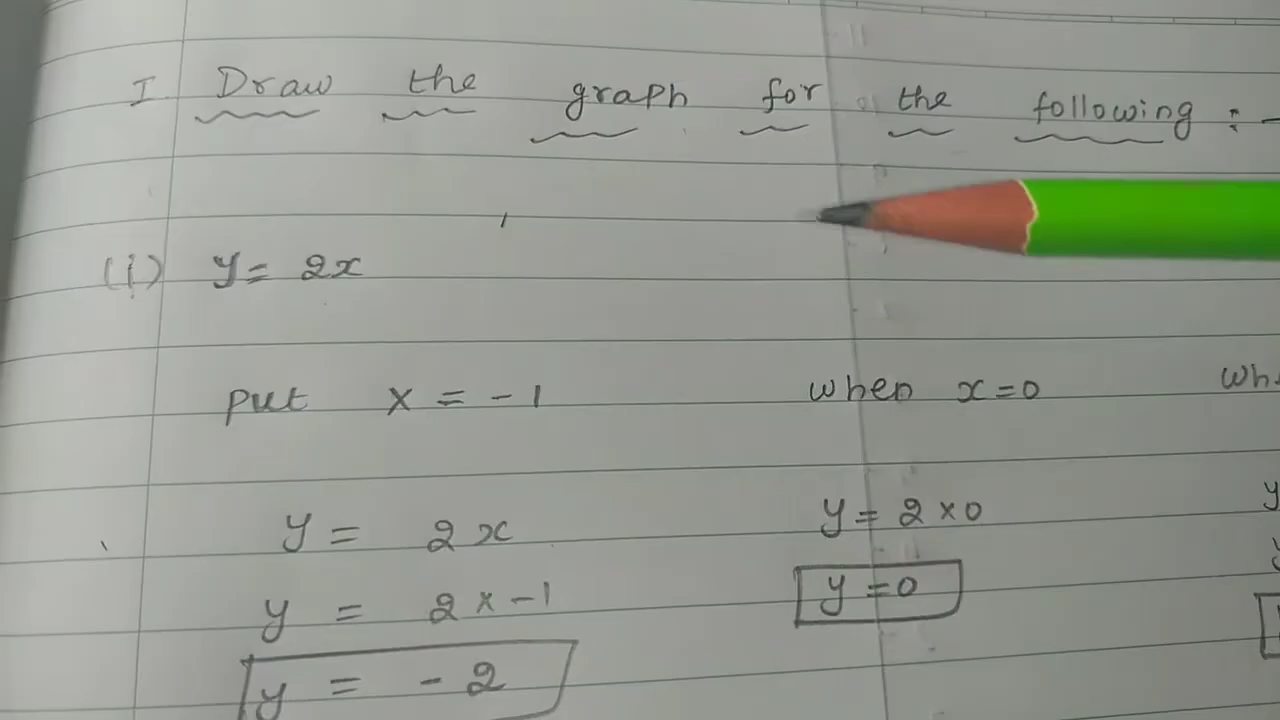 I Draw the graph for the following : -
(i) y = 2x
put x = -1 when x=0
y = 2x y = 2 x 0
y = 2 x -1 y = 0
y = -2